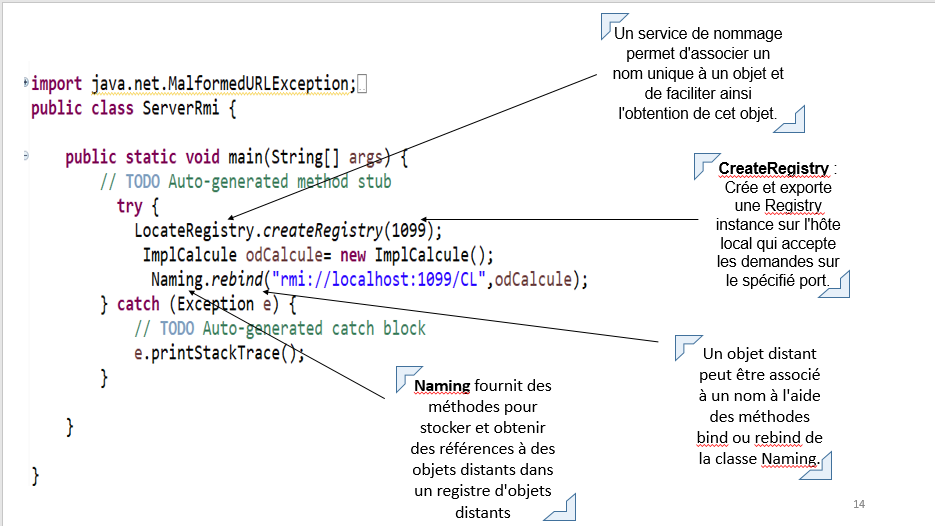 Un service de nommage
permet d'associer un
nom unique à un objet et
de faciliter ainsi
l'obtention de cet objet.
import java.net.MalformedURLException;
public class ServerRmi {
public static void main(String[] args) {
// TODO Auto-generated method stub
try {
LocateRegistry.createRegistry(1099);
ImplCalcule odCalcule= new ImplCalcule();
Naming.rebind("rmi://localhost:1099/CL",odCalcule);
} catch (Exception e) {
// TODO Auto-generated catch block
e.printStackTrace();
}
}
}
CreateRegistry :
Crée et exporte
une Registry
instance sur l'hôte
local qui accepte
les demandes sur
le spécifié port.
Un objet distant
peut être associé
à un nom à l'aide
des méthodes
bind ou rebind de
la classe Naming.
Naming fournit des
méthodes pour
stocker et obtenir
des références à des
objets distants dans
un registre d'objets
distants
14